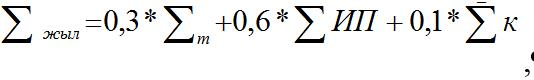 ∑ жыл =0,3 * ∑ m +0,6 * ∑ ИП + 0,1 * ∑ к̄ ,